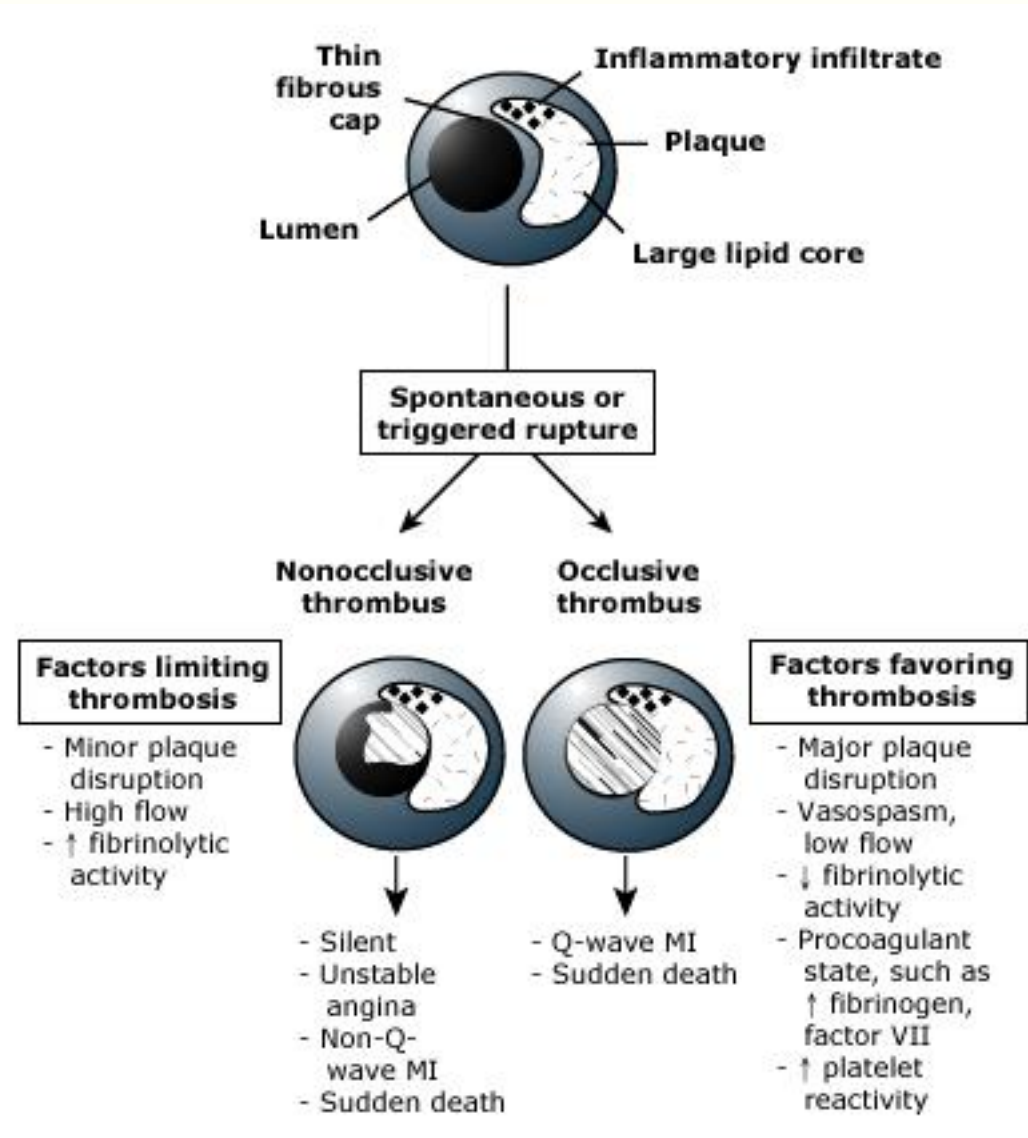 Thin
fibrous
cap
Inflammatory infiltrate
Plaque
Lumen
Large lipid core
Spontaneous or
triggered rupture
Nonocclusive
thrombus
Occlusive
thrombus
Factors limiting
thrombosis
- Minor plaque
disruption
- High flow
- ↑ fibrinolytic
activity
Factors favoring
thrombosis
- Major plaque
disruption
- Vasospasm,
low flow
- ↓ fibrinolytic
activity
- Procoagulant
state, such as
↑ fibrinogen,
factor VII
- ↑ platelet
reactivity
- Silent
- Unstable
angina
- Non-Q-
wave MI
- Sudden death
- Q-wave MI
- Sudden death